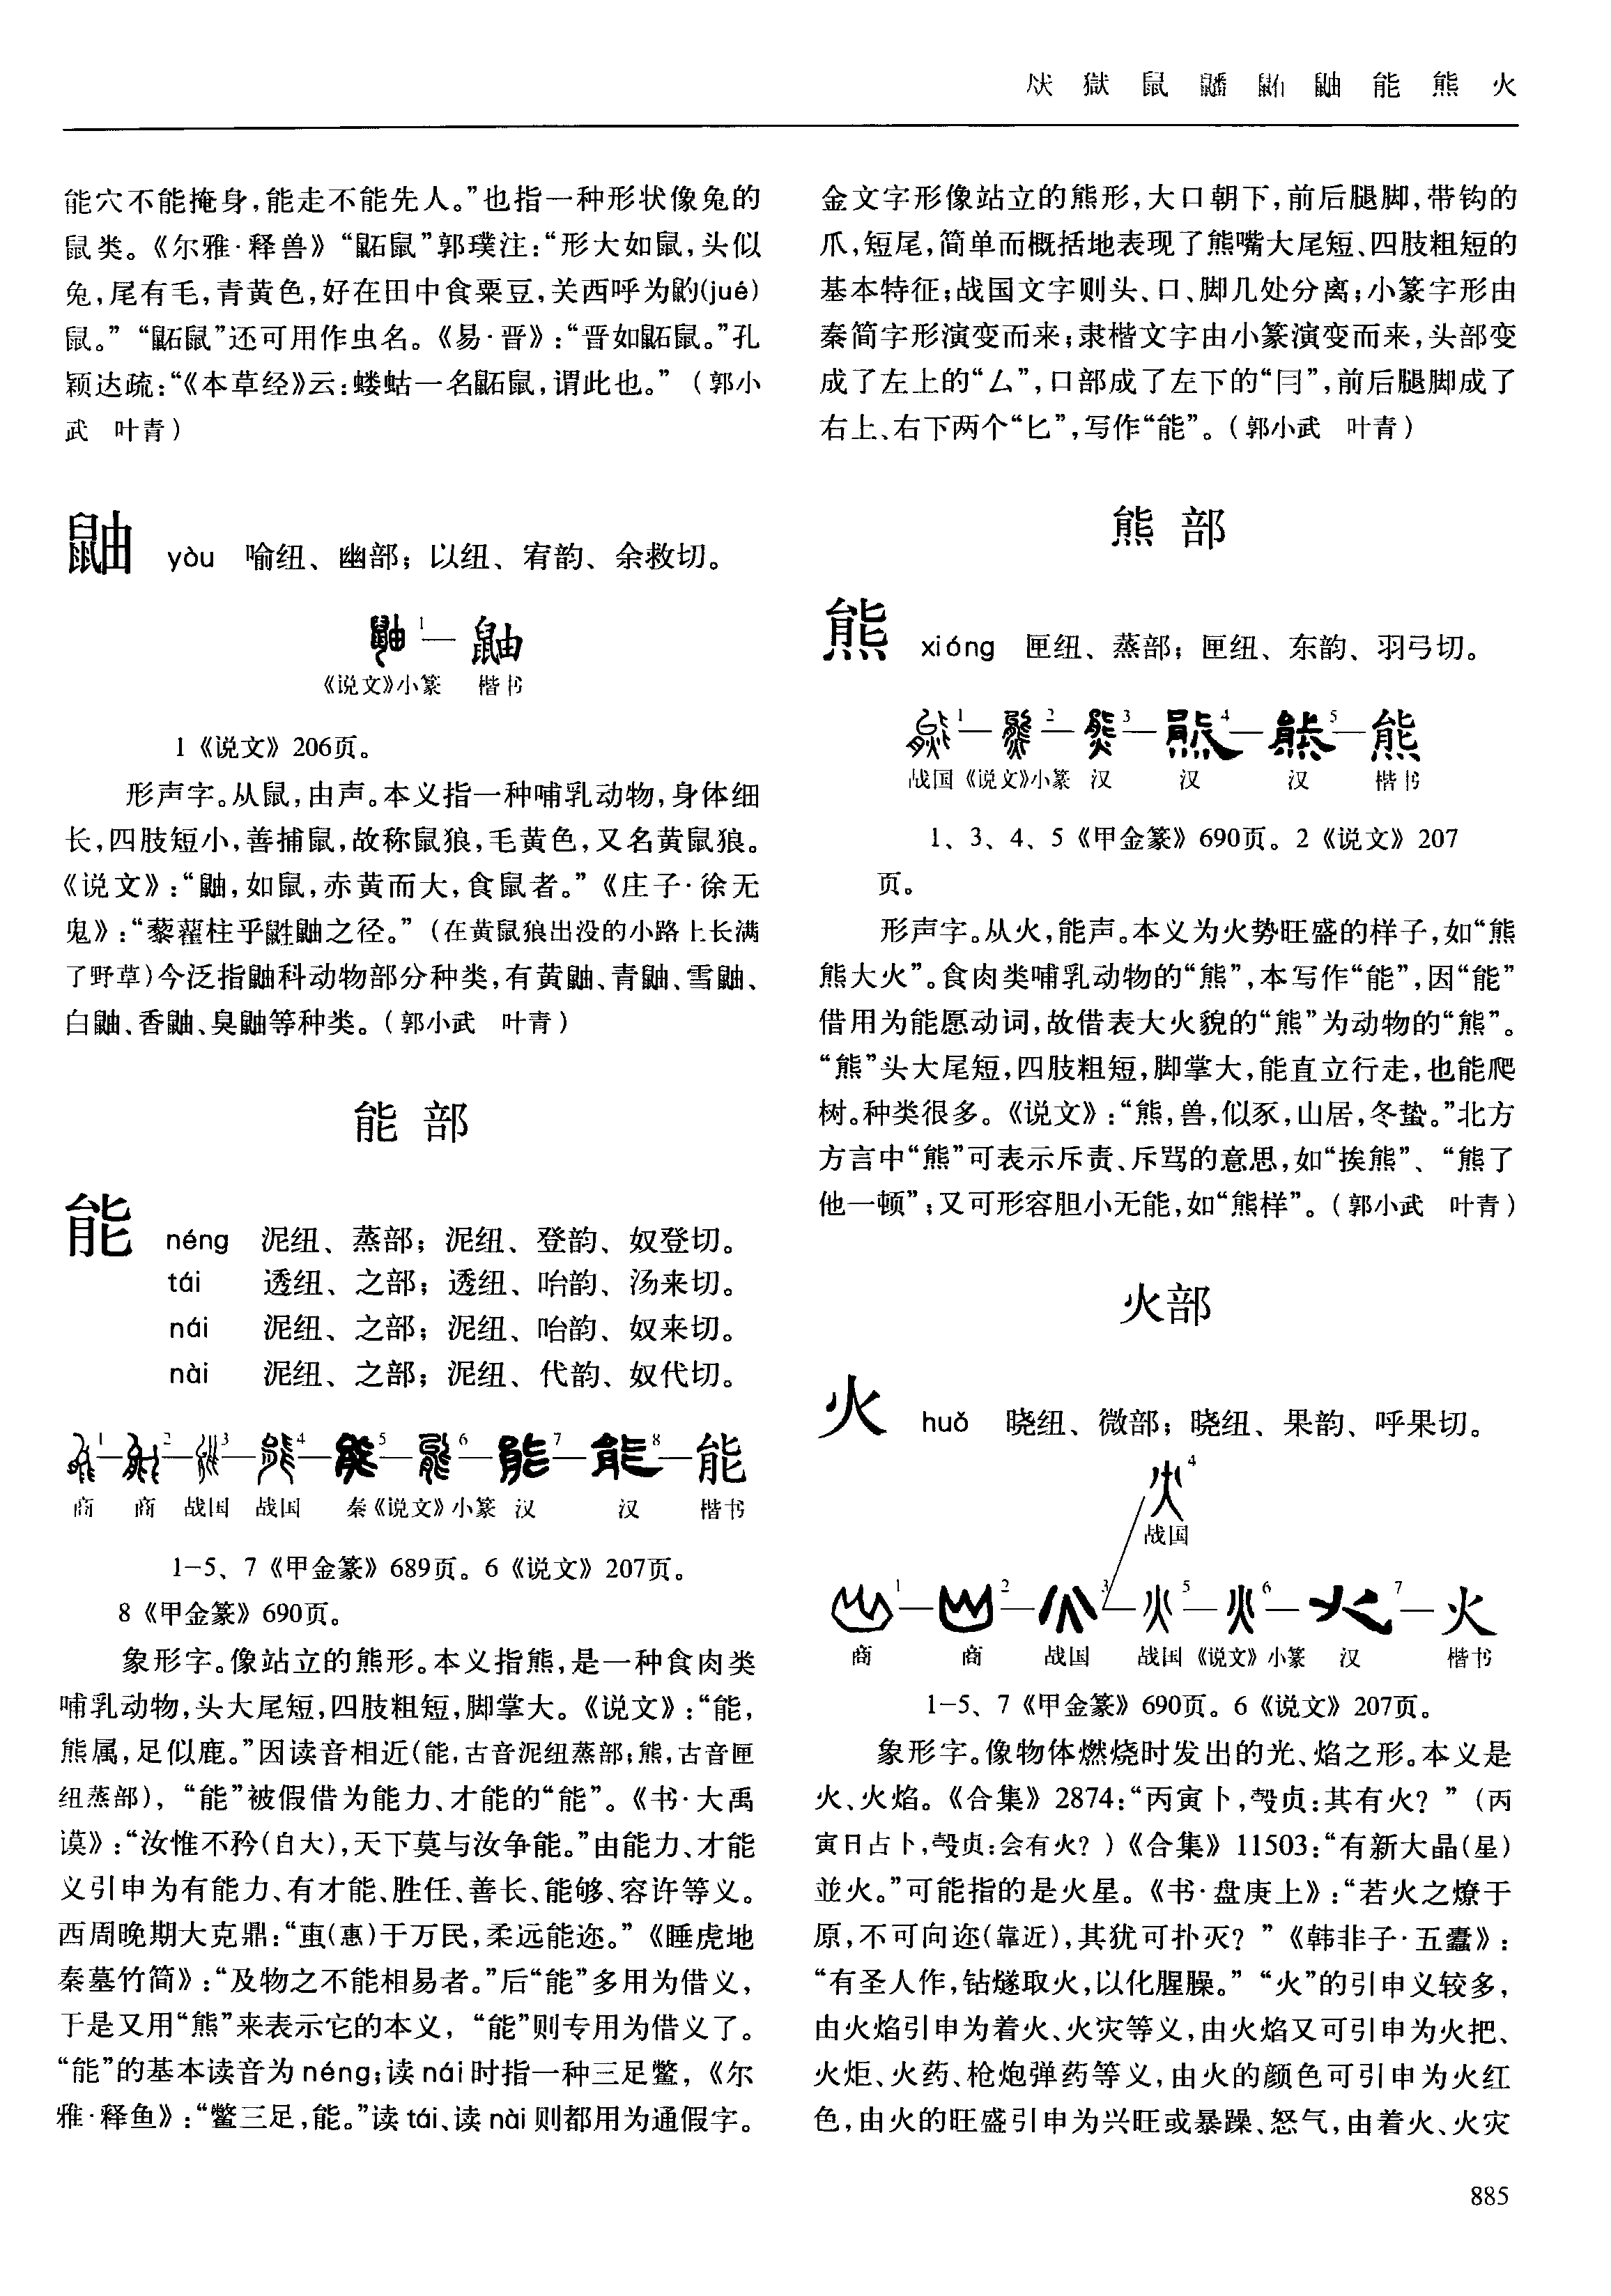 㹜 獄 鼠 鼶 鼫 鼬 能 熊 火
能穴不能掩身，能走不能先人。”也指一种形状像兔的
鼠类。《尔雅·释兽》“鼫鼠”郭璞注：“形大如鼠，头似
兔，尾有毛，青黄色，好在田中食粟豆，关西呼为鼩(jué)
鼠。”“鼫鼠”还可用作虫名。《易·晋》：“晋如鼫鼠。”孔
颖达疏：“《本草经》云：蝼蛄一名鼫鼠，谓此也。”（郭小
武　叶青）
鼬 yòu 喻纽、幽部；以纽、宥韵、余救切。
1— 鼬
《说文》小篆 楷书
1《说文》206页。
形声字。从鼠，由声。本义指一种哺乳动物，身体细
长，四肢短小，善捕鼠，故称鼠狼，毛黄色，又名黄鼠狼。
《说文》：“鼬，如鼠，赤黄而大，食鼠者。”《庄子·徐无
鬼》：“藜藋柱乎鼪鼬之径。”（在黄鼠狼出没的小路上长满
了野草）今泛指鼬科动物部分种类，有黄鼬、青鼬、雪鼬、
白鼬、香鼬、臭鼬等种类。（郭小武　叶青）
能 部
能 néng 泥纽、蒸部；泥纽、登韵、奴登切。
tái 透纽、之部；透纽、咍韵、汤来切。
nái 泥纽、之部；泥纽、咍韵、奴来切。
nài 泥纽、之部；泥纽、代韵、奴代切。
1— 2— 3— 4— 5— 6— 7— 8— 能
商 商 战国 战国 秦《说文》小篆 汉 汉 楷书
1-5、7《甲金篆》689页。6《说文》207页。
8《甲金篆》690页。
象形字。像站立的熊形。本义指熊，是一种食肉类
哺乳动物，头大尾短，四肢粗短，脚掌大。《说文》：“能，
熊属，足似鹿。”因读音相近（能，古音泥纽蒸部；熊，古音匣
纽蒸部），“能”被假借为能力、才能的“能”。《书·大禹
谟》：“汝惟不矜（自大），天下莫与汝争能。”由能力、才能
义引申为有能力、有才能、胜任、善长、能够、容许等义。
西周晚期大克鼎：“叀（惠）于万民，柔远能迩。”《睡虎地
秦墓竹简》：“及物之不能相易者。”后“能”多用为借义，
于是又用“熊”来表示它的本义，“能”则专用为借义了。
“能”的基本读音为néng；读nái时指一种三足鳖，《尔
雅·释鱼》：“鳖三足，能。”读tái、读nài则都用为通假字。
金文字形像站立的熊形，大口朝下，前后腿脚，带钩的
爪，短尾，简单而概括地表现了熊嘴大尾短、四肢粗短的
基本特征；战国文字则头、口、脚几处分离；小篆字形由
秦简字形演变而来；隶楷文字由小篆演变而来，头部变
成了左上的“厶”，口部成了左下的“⺝”，前后腿脚成了
右上、右下两个“匕”，写作“能”。（郭小武　叶青）
熊 部
熊 xióng 匣纽、蒸部；匣纽、东韵、羽弓切。
1— 2— 3— 4— 5— 熊
战国《说文》小篆 汉 汉 汉 楷书
1、3、4、5《甲金篆》690页。2《说文》207
页。
形声字。从火，能声。本义为火势旺盛的样子，如“熊
熊大火”。食肉类哺乳动物的“熊”，本写作“能”，因“能”
借用为能愿动词，故借表大火貌的“熊”为动物的“熊”。
“熊”头大尾短，四肢粗短，脚掌大，能直立行走，也能爬
树。种类很多。《说文》：“熊，兽，似豕，山居，冬蛰。”北方
方言中“熊”可表示斥责、斥骂的意思，如“挨熊”、“熊了
他一顿”；又可形容胆小无能，如“熊样”。（郭小武　叶青）
火部
火 huǒ 晓纽、微部；晓纽、果韵、呼果切。
4
战国
1— 2— 3— 5— 6— 7— 火
商 商 战国 战国《说文》小篆 汉 楷书
1-5、7《甲金篆》690页。6《说文》207页。
象形字。像物体燃烧时发出的光、焰之形。本义是
火、火焰。《合集》2874：“丙寅卜，㱿贞：其有火？”（丙
寅日占卜，㱿贞：会有火？）《合集》11503：“有新大晶（星）
並火。”可能指的是火星。《书·盘庚上》：“若火之燎于
原，不可向迩（靠近），其犹可扑灭？”《韩非子·五蠹》：
“有圣人作，钻燧取火，以化腥臊。”“火”的引申义较多，
由火焰引申为着火、火灾等义，由火焰又可引申为火把、
火炬、火药、枪炮弹药等义，由火的颜色可引申为火红
色，由火的旺盛引申为兴旺或暴躁、怒气，由着火、火灾
885